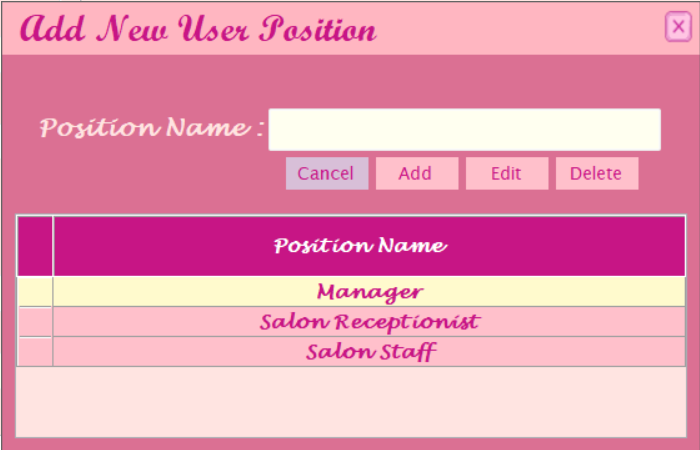 Add New User Position
Position Name :
Cancel Add Edit Delete
Position Name
Manager
Salon Receptionist
Salon Staff